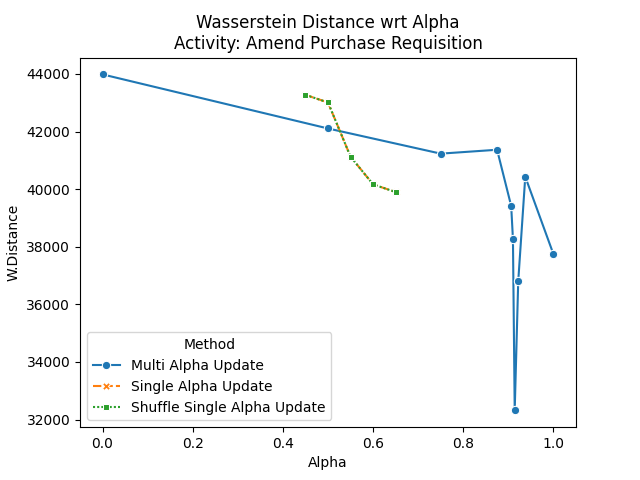 Wasserstein Distance wrt Alpha
Activity: Amend Purchase Requisition
W.Distance
44000
42000
40000
38000
36000
34000
32000
Method
Multi Alpha Update
Single Alpha Update
Shuffle Single Alpha Update
0.0 0.2 0.4 0.6 0.8 1.0
Alpha